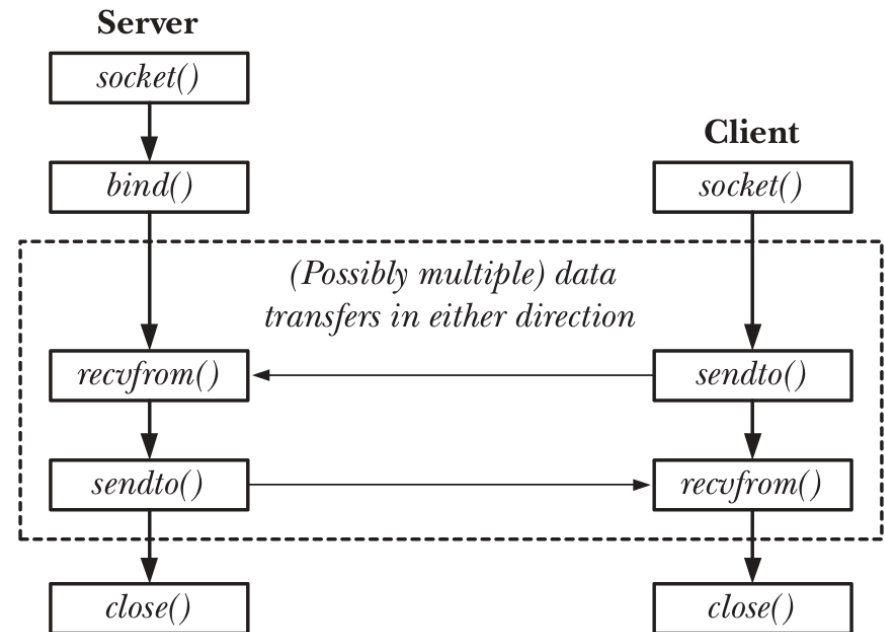 Server
socket()
Client
bind()
socket()
(Possibly multiple) data
transfers in either direction
recvfrom()
sendto()
sendto()
recvfrom()
close()
close()